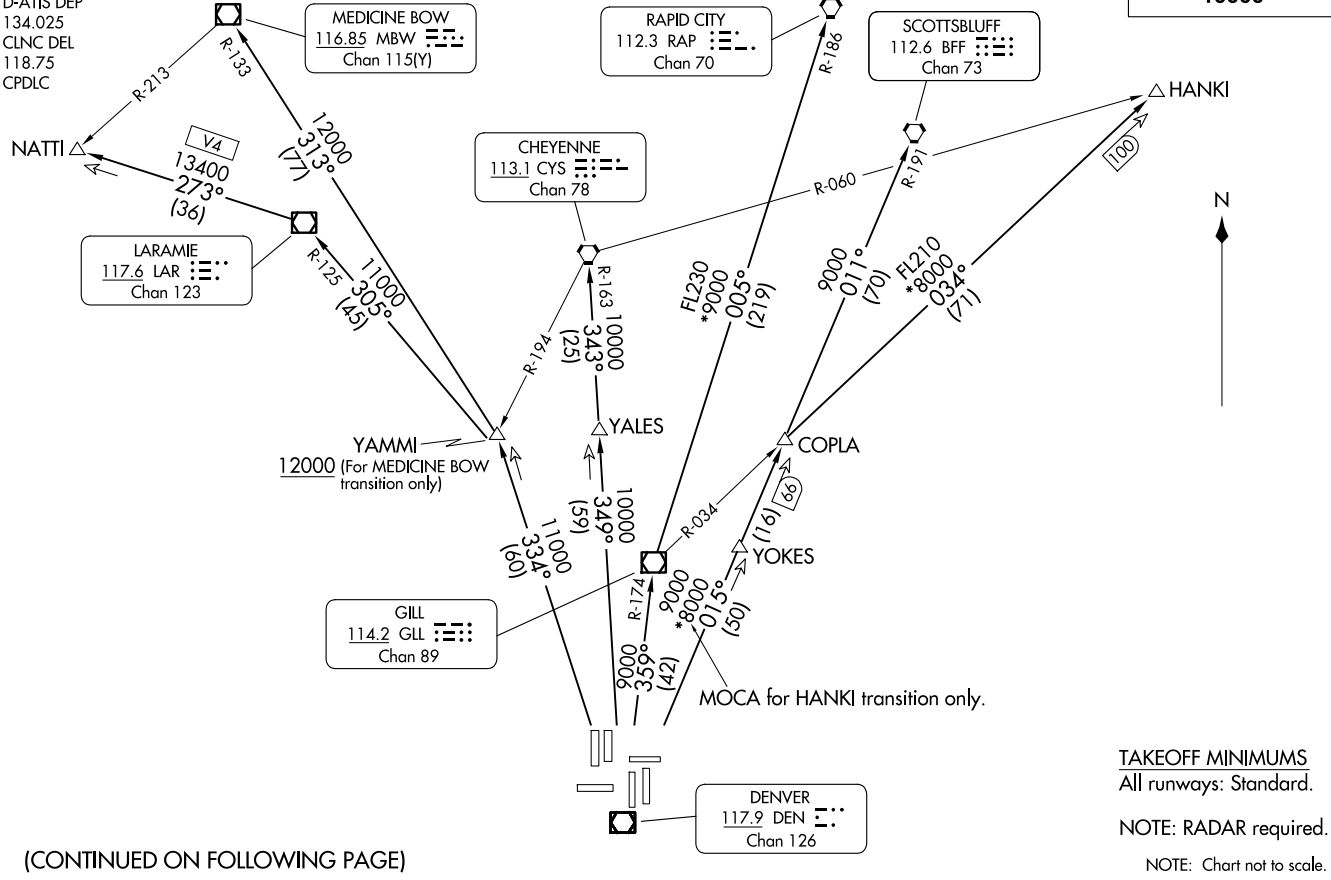 D-ATIS DEP
134.025
CLNC DEL
118.75
CPDLC
MEDICINE BOW
116.85 MBW
Chan 115(Y)
RAPID CITY
112.3 RAP
Chan 70
SCOTTSBLUFF
112.6 BFF
Chan 73
R-133
R-213
R-186
HANKI
NATTI
V4
13400
273°
(36)
12000
313°
(77)
CHEYENNE
113.1 CYS
Chan 78
R-060
R-191
100
N
LARAMIE
117.6 LAR
Chan 123
R-125
11000
305°
(45)
R-163
R-194
10000
343°
(25)
FL230
*9000
005°
(219)
9000
011°
(70)
FL210
*8000
034°
(71)
YAMMI
12000 (For MEDICINE BOW
transition only)
YALES
COPLA
11000
334°
(60)
10000
349°
(59)
R-034
(16)
66
YOKES
GILL
114.2 GLL
Chan 89
R-174
9000
359°
(42)
9000
*8000
015°
(50)
MOCA for HANKI transition only.
DENVER
117.9 DEN
Chan 126
TAKEOFF MINIMUMS
All runways: Standard.
NOTE: RADAR required.
NOTE: Chart not to scale.
(CONTINUED ON FOLLOWING PAGE)